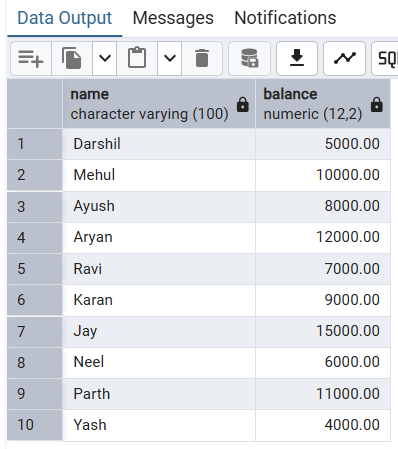 Data Output Messages Notifications
SQ
name balance
character varying (100) numeric (12,2)
1 Darshil 5000.00
2 Mehul 10000.00
3 Ayush 8000.00
4 Aryan 12000.00
5 Ravi 7000.00
6 Karan 9000.00
7 Jay 15000.00
8 Neel 6000.00
9 Parth 11000.00
10 Yash 4000.00